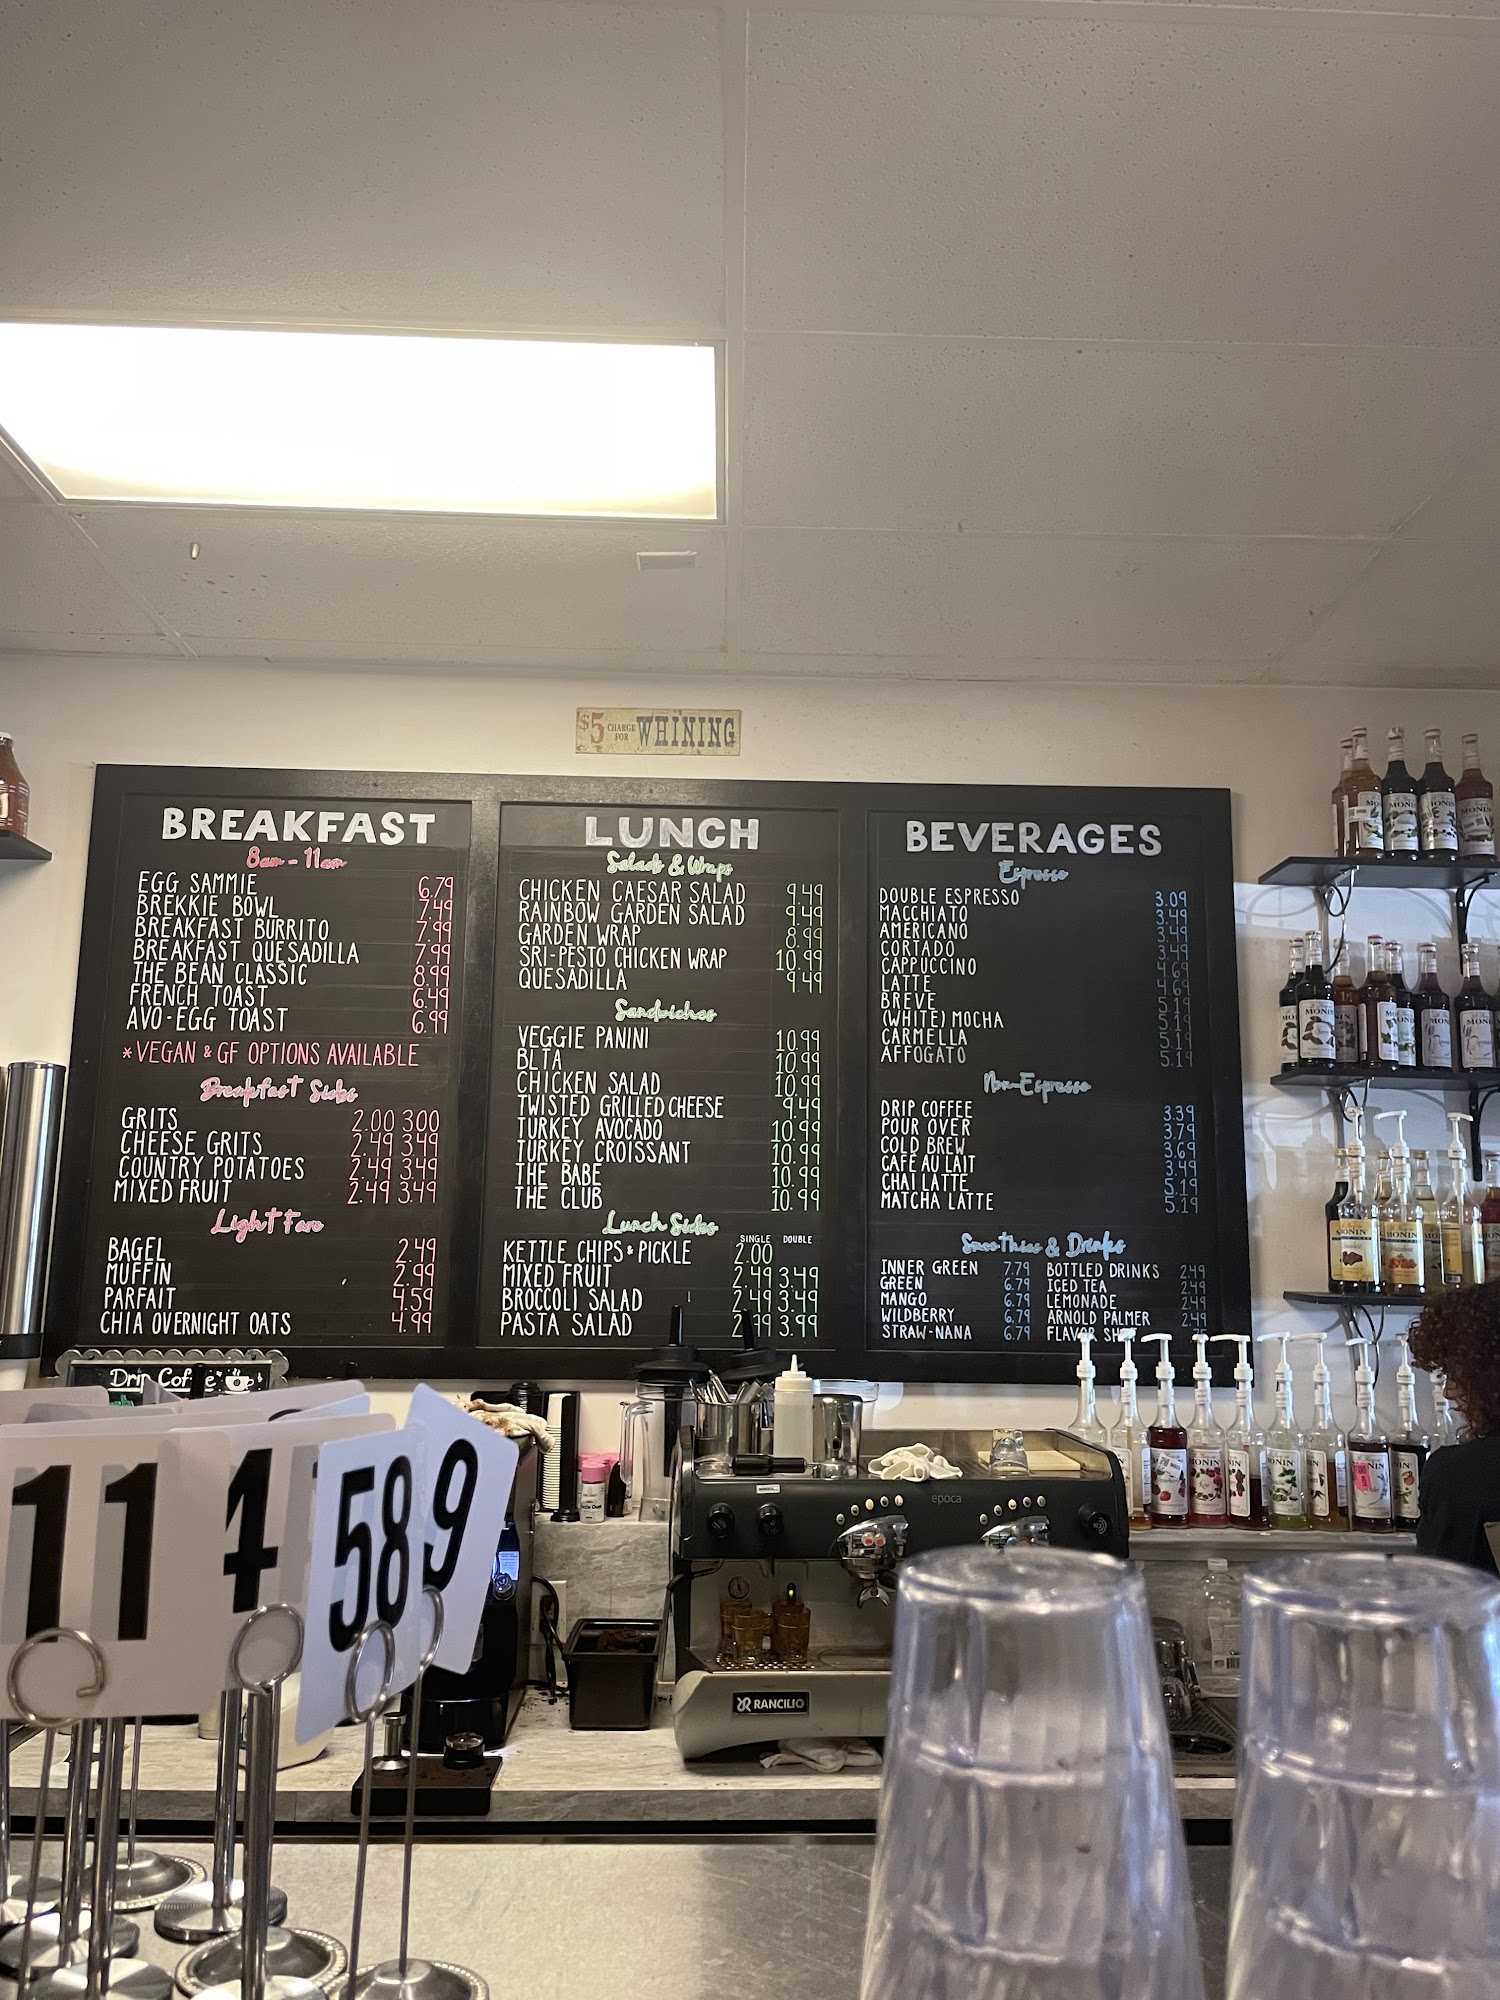 $5 CHARGE FOR WHINING
BREAKFAST
8am - 11am
EGG SAMMIE 6.79
BREKKIE BOWL 7.49
BREAKFAST BURRITO 7.99
BREAKFAST QUESADILLA 7.99
THE BEAN CLASSIC 8.99
FRENCH TOAST 6.49
AVO-EGG TOAST 6.99
*VEGAN & GF OPTIONS AVAILABLE
Breakfast Sides
GRITS 2.00 3.00
CHEESE GRITS 2.49 3.49
COUNTRY POTATOES 2.49 3.49
MIXED FRUIT 2.49 3.49
Light Fare
BAGEL 2.49
MUFFIN 2.99
PARFAIT 4.59
CHIA OVERNIGHT OATS 4.99
LUNCH
Salads & Wraps
CHICKEN CAESAR SALAD 9.49
RAINBOW GARDEN SALAD 9.49
GARDEN WRAP 8.99
SRI-PESTO CHICKEN WRAP 10.99
QUESADILLA 9.49
Sandwiches
VEGGIE PANINI 10.99
BLTA 10.99
CHICKEN SALAD 10.99
TWISTED GRILLED CHEESE 9.49
TURKEY AVOCADO 10.99
TURKEY CROISSANT 10.99
THE BABE 10.99
THE CLUB 10.99
Lunch Sides
SINGLE DOUBLE
KETTLE CHIPS & PICKLE 2.00
MIXED FRUIT 2.49 3.49
BROCCOLI SALAD 2.49 3.49
PASTA SALAD 3.99
BEVERAGES
Espresso
DOUBLE ESPRESSO 3.09
MACCHIATO 3.49
AMERICANO 3.49
CORTADO 3.49
CAPPUCCINO 4.69
LATTE 4.69
BREVE 5.19
(WHITE) MOCHA 5.19
CARMELLA 5.19
AFFOGATO 5.19
Non-Espresso
DRIP COFFEE 3.39
POUR OVER 3.79
COLD BREW 3.69
CAFE AU LAIT 3.49
CHAI LATTE 5.19
MATCHA LATTE 5.19
Smoothies & Drinks
INNER GREEN 7.79 BOTTLED DRINKS 2.49
GREEN 6.79 ICED TEA 2.49
MANGO 6.79 LEMONADE 2.49
WILDBERRY 6.79 ARNOLD PALMER 2.49
STRAW-NANA 6.79 FLAVOR
Drip Coffee
11
4
58
9
epoca
RANCILIO
MONIN